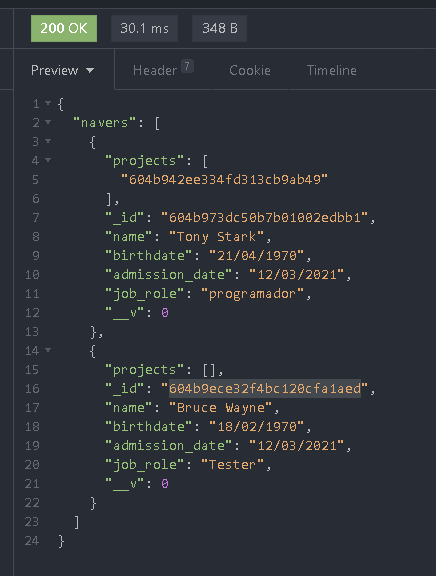 200 OK 30.1 ms 348 B
Preview Header 7 Cookie Timeline
1 {
2 "navers": [
3 {
4 "projects": [
5 "604b942ee334fd313cb9ab49"
6 ],
7 "_id": "604b973dc50b7b01002edbb1",
8 "name": "Tony Stark",
9 "birthdate": "21/04/1970",
10 "admission_date": "12/03/2021",
11 "job_role": "programador",
12 "__v": 0
13 },
14 {
15 "projects": [],
16 "_id": "604b9ece32f4bc120cfa1aed",
17 "name": "Bruce Wayne",
18 "birthdate": "18/02/1970",
19 "admission_date": "12/03/2021",
20 "job_role": "Tester",
21 "__v": 0
22 }
23 ]
24 }